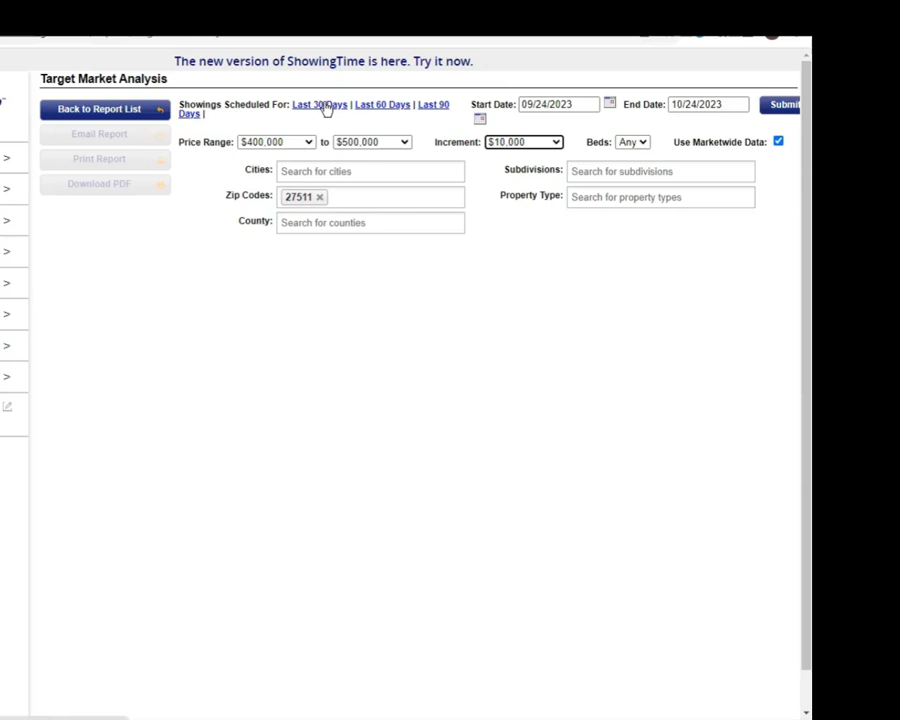 The new version of ShowingTime is here. Try it now.
Target Market Analysis
Back to Report List
Email Report
Print Report
Download PDF
Showings Scheduled For: Last 30 Days | Last 60 Days | Last 90
Days |
Start Date: 09/24/2023 End Date: 10/24/2023 Submit
Price Range: $400,000 to $500,000 Increment: $10,000 Beds: Any Use Marketwide Data:
Cities: Search for cities Subdivisions: Search for subdivisions
Zip Codes: 27511 × Property Type: Search for property types
County: Search for counties
>
>
>
>
>
>
>
>